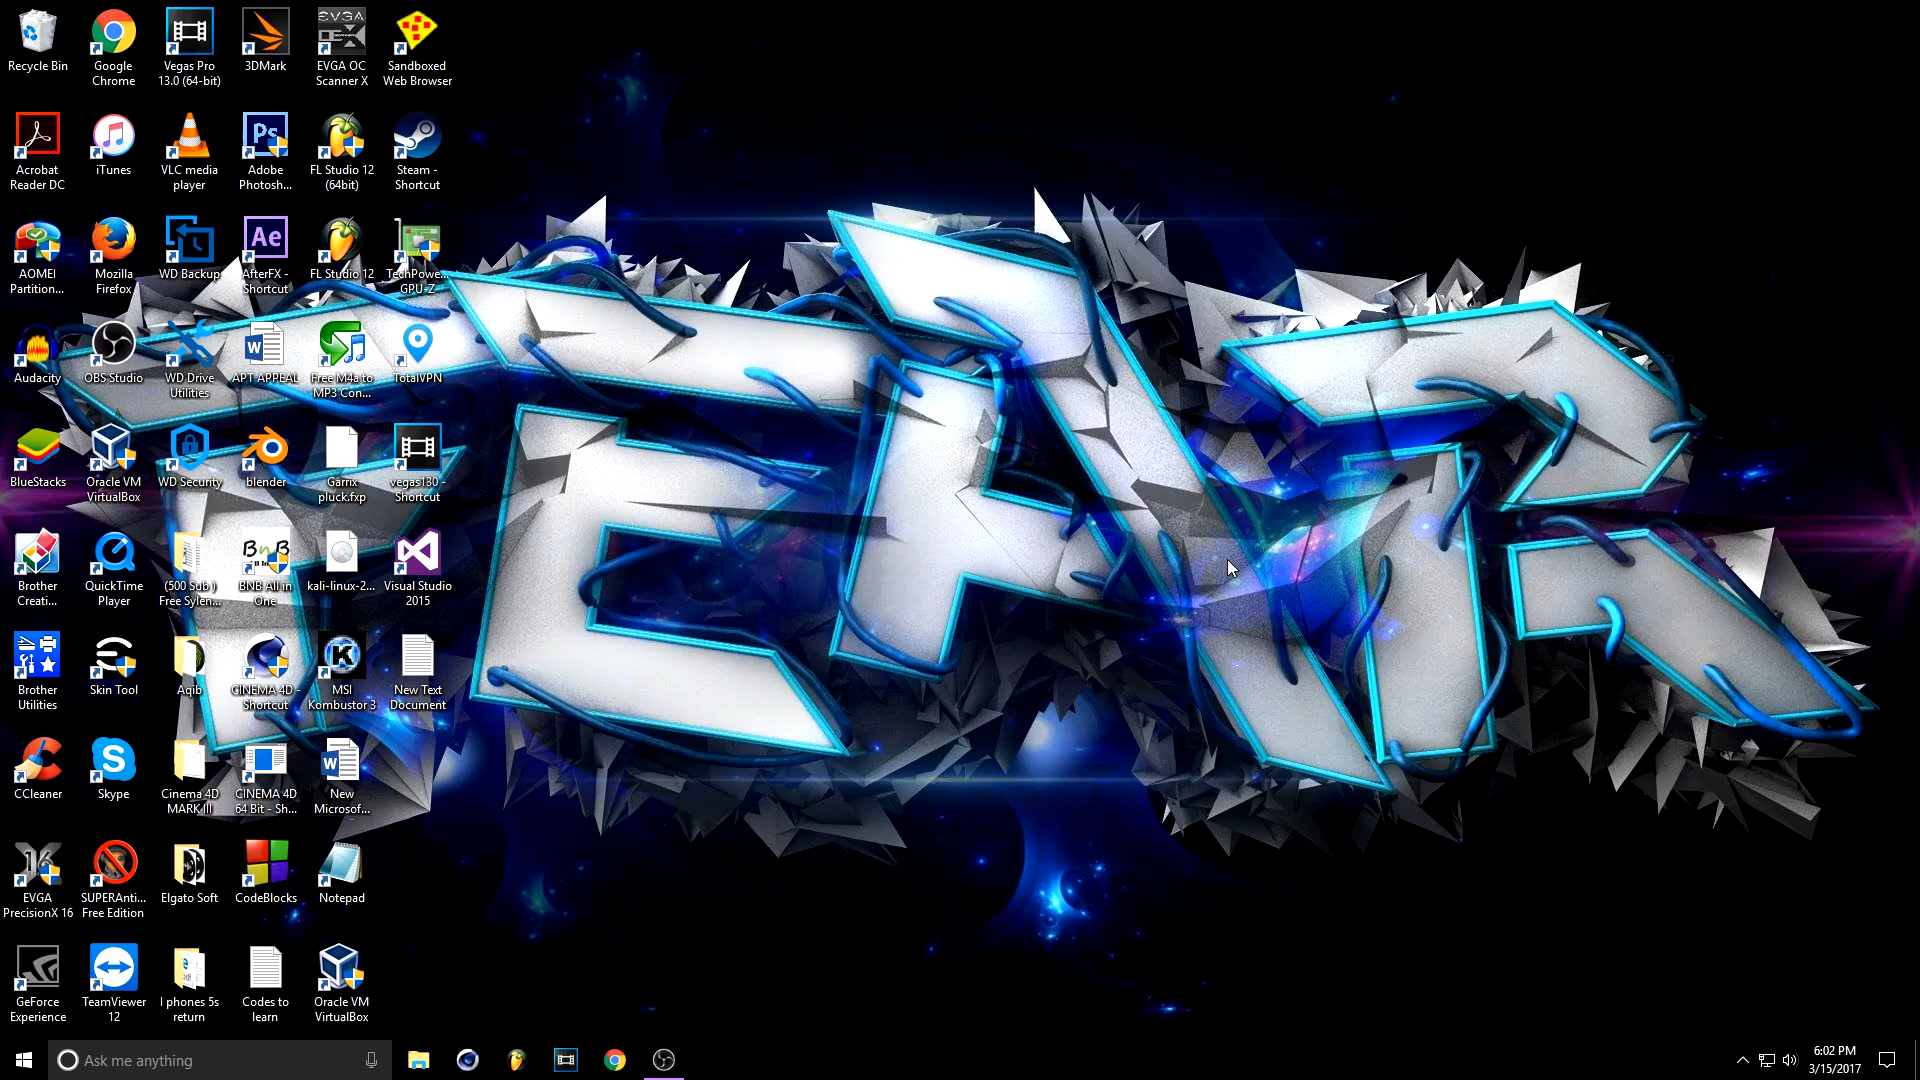 Recycle Bin
Google
Chrome
Vegas Pro
13.0 (64-bit)
3DMark
EVGA
EVGA OC
Scanner X
Sandboxed
Web Browser
Acrobat
Reader DC
iTunes
VLC media
player
Ps
Adobe
Photosh...
FL Studio 12
(64bit)
Steam -
Shortcut
AOMEI
Partition...
Mozilla
Firefox
WD Backup
Ae
AfterFX -
Shortcut
FL Studio 12
TechPowe...
GPU-Z
Audacity
OBS Studio
WD Drive
Utilities
W
APT APPEAL
Free M4a to
MP3 Con...
TotalVPN
BlueStacks
Oracle VM
VirtualBox
WD Security
blender
Garrix
pluck.fxp
vegas130 -
Shortcut
Brother
Creati...
QuickTime
Player
(500 Sub )
Free Sylen...
BnB
BNB All in
One
kali-linux-2...
Visual Studio
2015
Brother
Utilities
Skin Tool
Aqib
CINEMA 4D -
Shortcut
K
MSI
Kombustor 3
New Text
Document
CCleaner
S
Skype
Cinema 4D
MARK III
CINEMA 4D
64 Bit - Sh...
W
New
Microsof...
16
EVGA
PrecisionX 16
SUPERAnti...
Free Edition
Elgato Soft
CodeBlocks
Notepad
GeForce
Experience
TeamViewer
12
I phones 5s
return
Codes to
learn
Oracle VM
VirtualBox
FEAR
Ask me anything
6:02 PM
3/15/2017